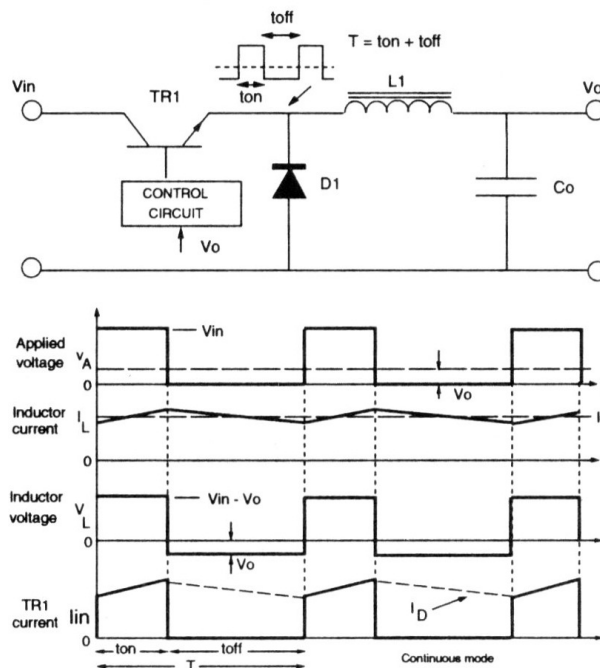 toff
T = ton + toff
ton
Vin
TR1
L1
Vo
CONTROL
CIRCUIT
Vo
D1
Co
Applied
voltage
VA
0
Vin
Vo
Inductor
current
IL
0
I
Inductor
voltage
VL
0
Vin - Vo
Vo
TR1
current
Iin
0
ID
ton
toff
T
Continuous mode